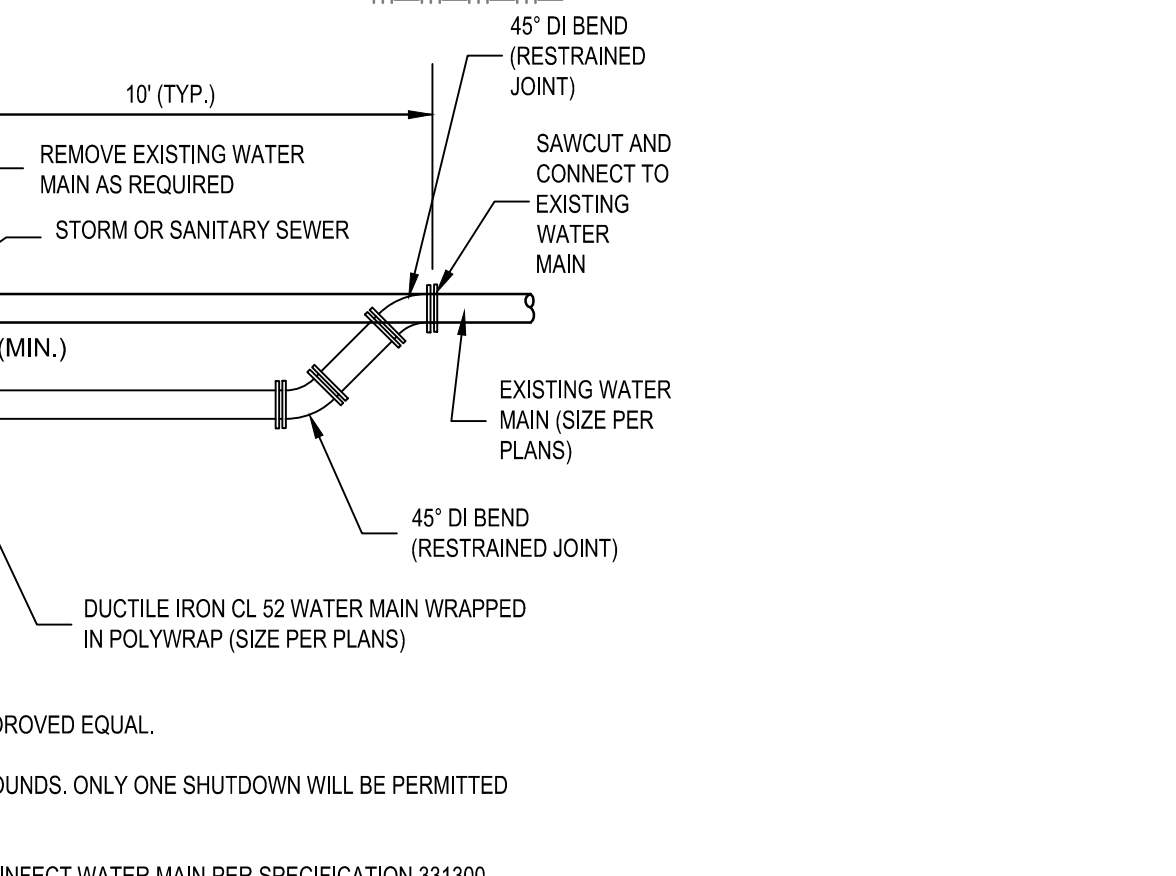 45° DI BEND
(RESTRAINED
JOINT)
10' (TYP.)
SAWCUT AND
CONNECT TO
EXISTING
WATER
MAIN
REMOVE EXISTING WATER
MAIN AS REQUIRED
STORM OR SANITARY SEWER
(MIN.)
EXISTING WATER
MAIN (SIZE PER
PLANS)
45° DI BEND
(RESTRAINED JOINT)
DUCTILE IRON CL 52 WATER MAIN WRAPPED
IN POLYWRAP (SIZE PER PLANS)
EQUAL.
ONLY ONE SHUTDOWN WILL BE PERMITTED
WATER MAIN PER SPECIFICATION 331300